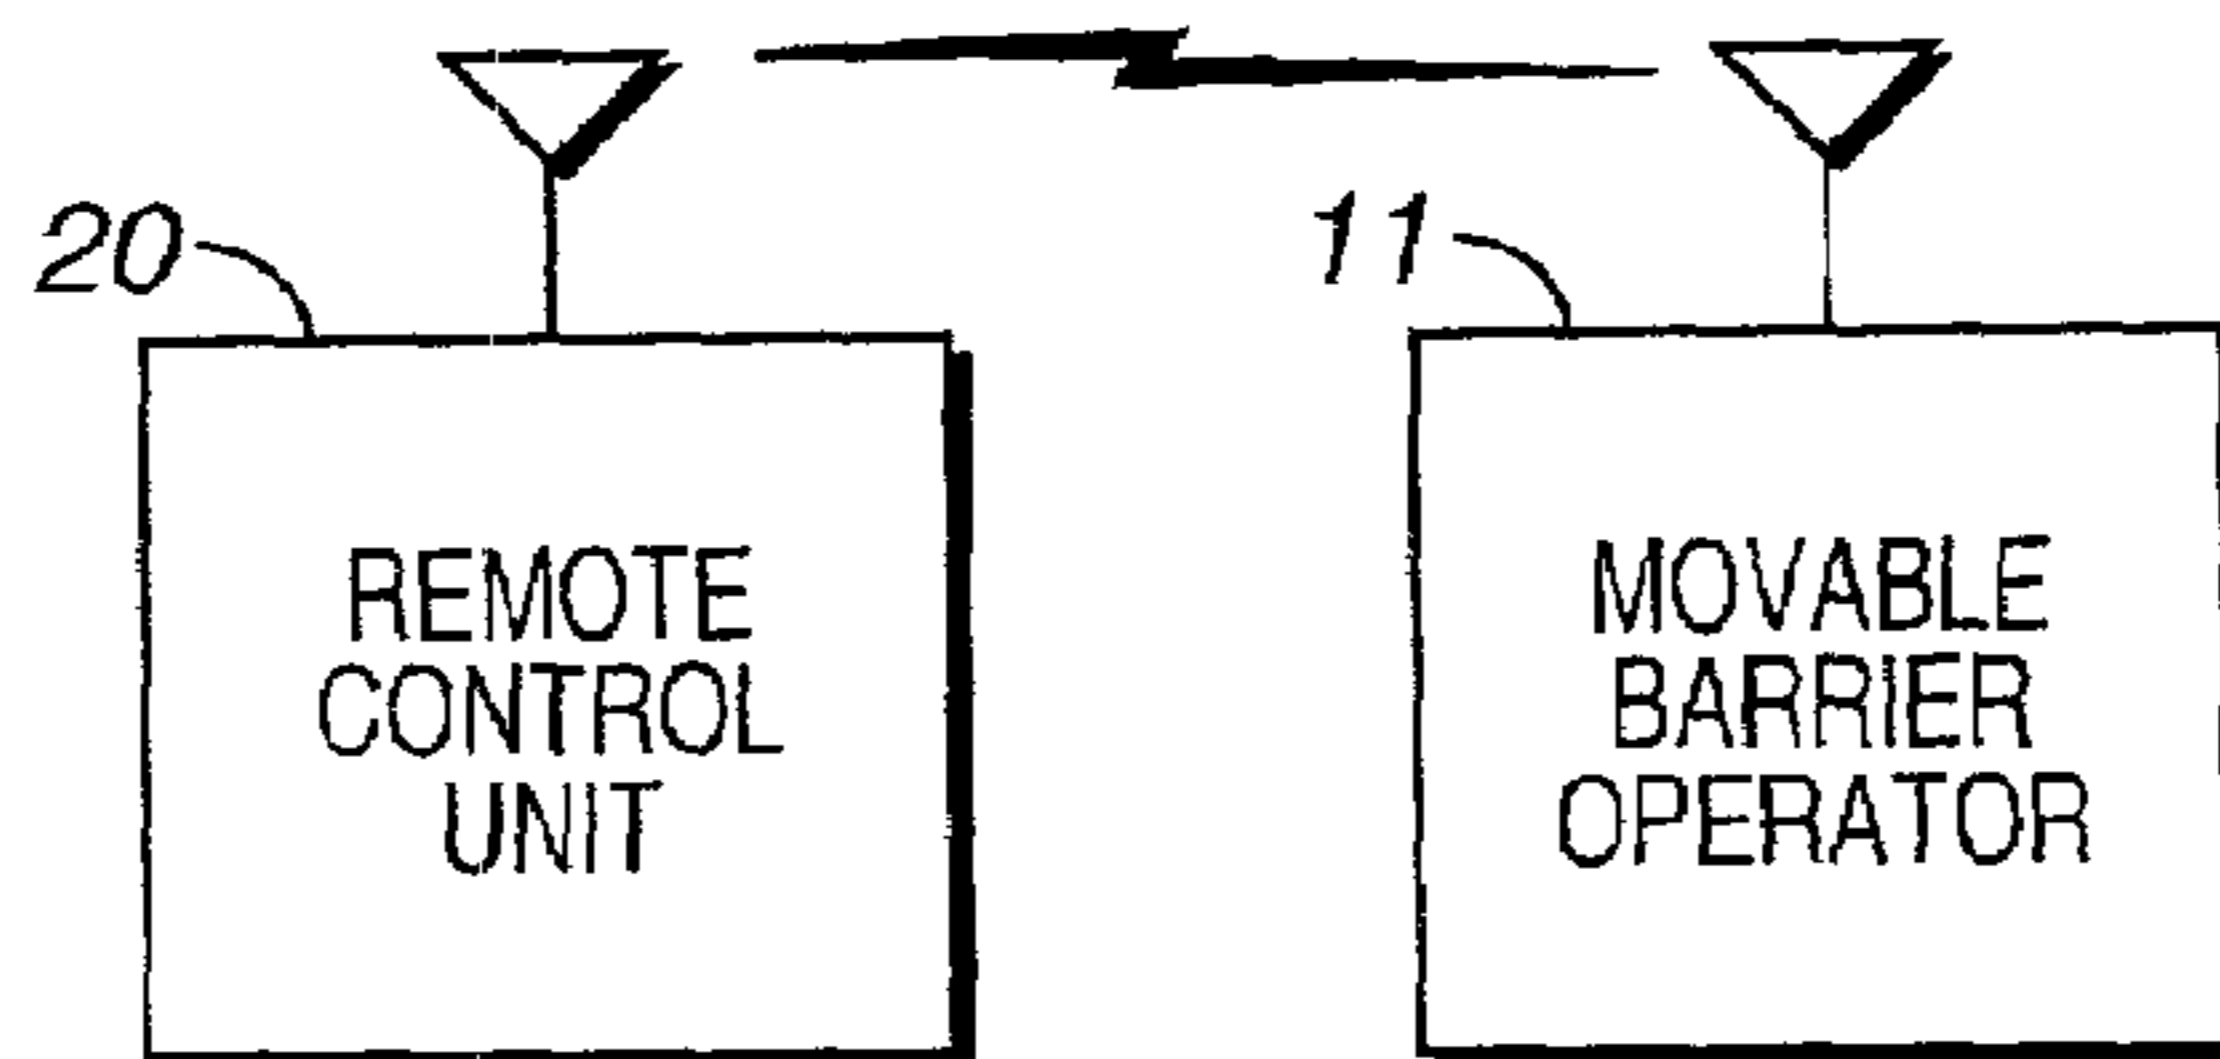 20
11
REMOTE
CONTROL
UNIT
MOVABLE
BARRIER
OPERATOR